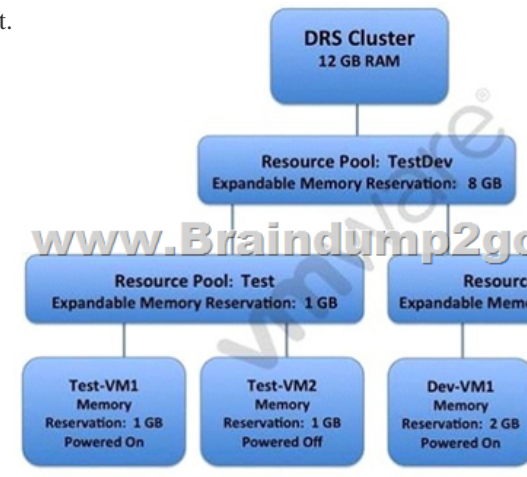 t.
DRS Cluster
12 GB RAM
Resource Pool: TestDev
Expandable Memory Reservation: 8 GB
www.Braindump2go
vmware®
Resource Pool: Test
Expandable Memory Reservation: 1 GB
Resourc
Expandable Mem
Test-VM1
Memory
Reservation: 1 GB
Powered On
Test-VM2
Memory
Reservation: 1 GB
Powered Off
Dev-VM1
Memory
Reservation: 2 GB
Powered On